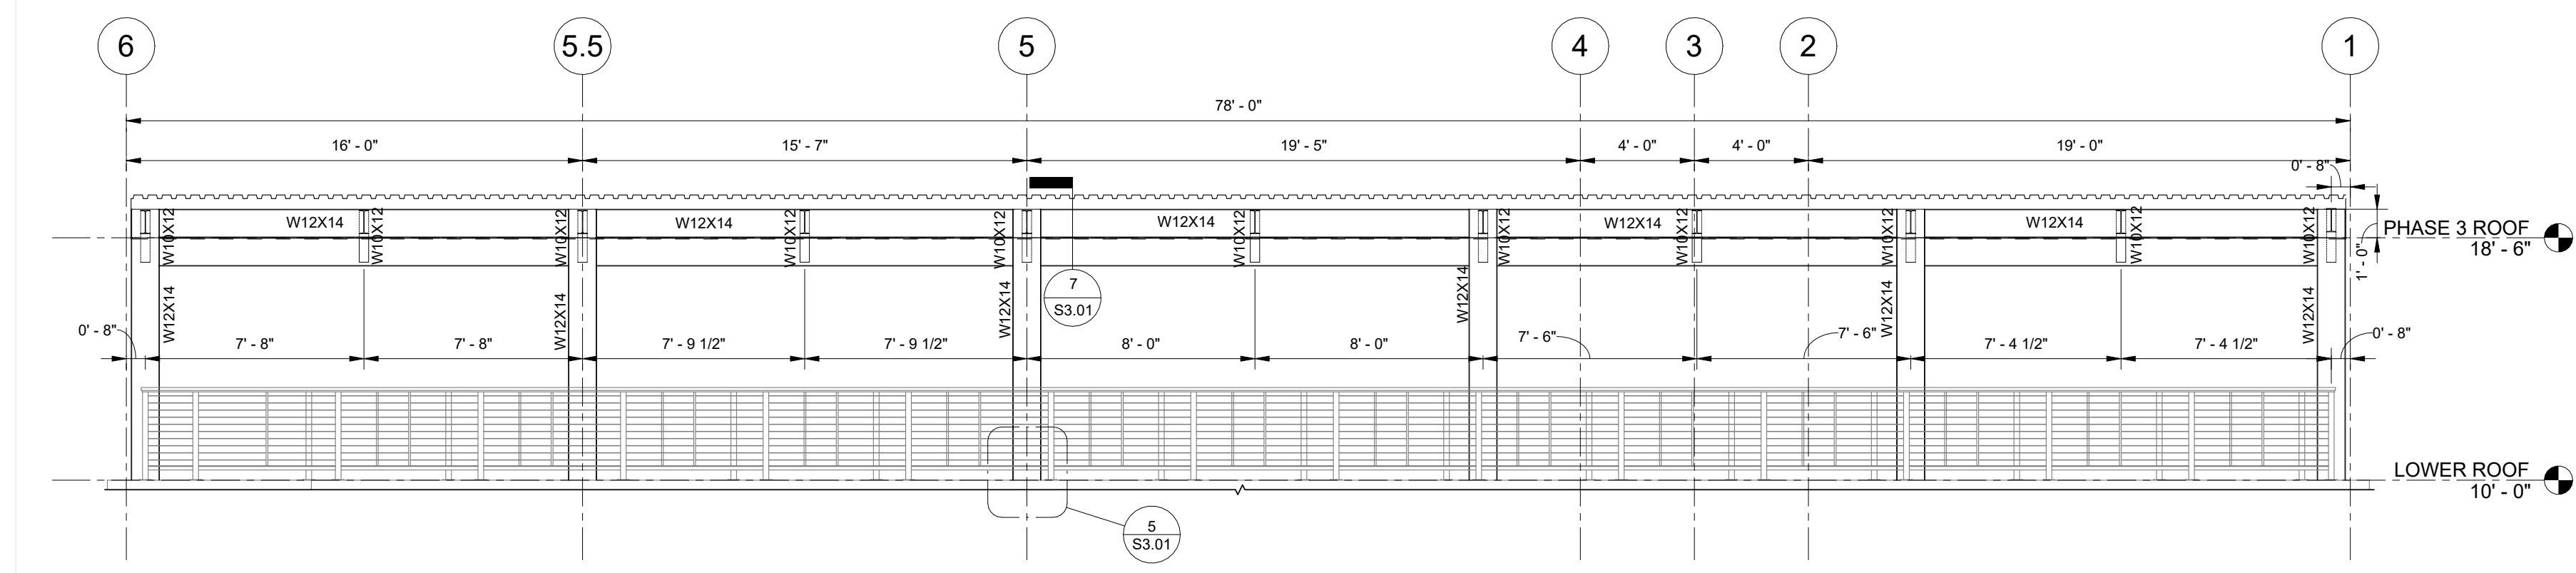 6 5.5 5 4 3 2 1
78' - 0"
16' - 0" 15' - 7" 19' - 5" 4' - 0" 4' - 0" 19' - 0"
0' - 8"
W12X14 W12X14 W12X14 W12X14 W12X14
W10X12 W10X12 W10X12 W10X12 W10X12 W10X12 W10X12 W10X12 W10X12 W10X12 W10X12
PHASE 3 ROOF
18' - 6"
1' - 0"
7
S3.01
W12X14 W12X14 W12X14 W12X14 W12X14 W12X14
0' - 8" 7' - 8" 7' - 8" 7' - 9 1/2" 7' - 9 1/2" 8' - 0" 8' - 0" 7' - 6" 7' - 6" 7' - 4 1/2" 7' - 4 1/2" 0' - 8"
LOWER ROOF
10' - 0"
5
S3.01